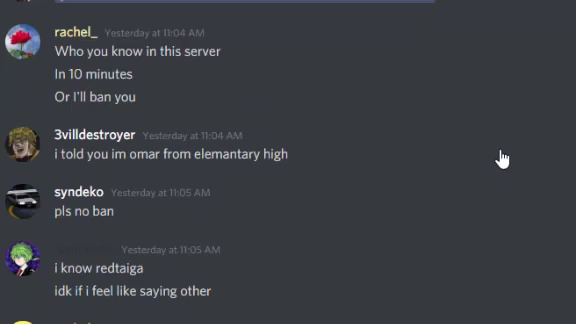 rachel_ Yesterday at 11:04 AM
Who you know in this server
In 10 minutes
Or I'll ban you
3villdestroyer Yesterday at 11:04 AM
i told you im omar from elemantary high
syndeko Yesterday at 11:05 AM
pls no ban
Yesterday at 11:05 AM
i know redtaiga
idk if i feel like saying other